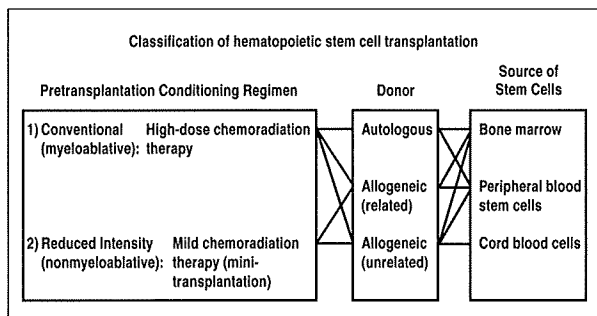 Classification of hematopoietic stem cell transplantation
Pretransplantation Conditioning Regimen
Donor
Source of
Stem Cells
1) Conventional High-dose chemoradiation
(myeloablative): therapy
2) Reduced Intensity Mild chemoradiation
(nonmyeloablative): therapy (mini-
transplantation)
Autologous
Allogeneic
(related)
Allogeneic
(unrelated)
Bone marrow
Peripheral blood
stem cells
Cord blood cells